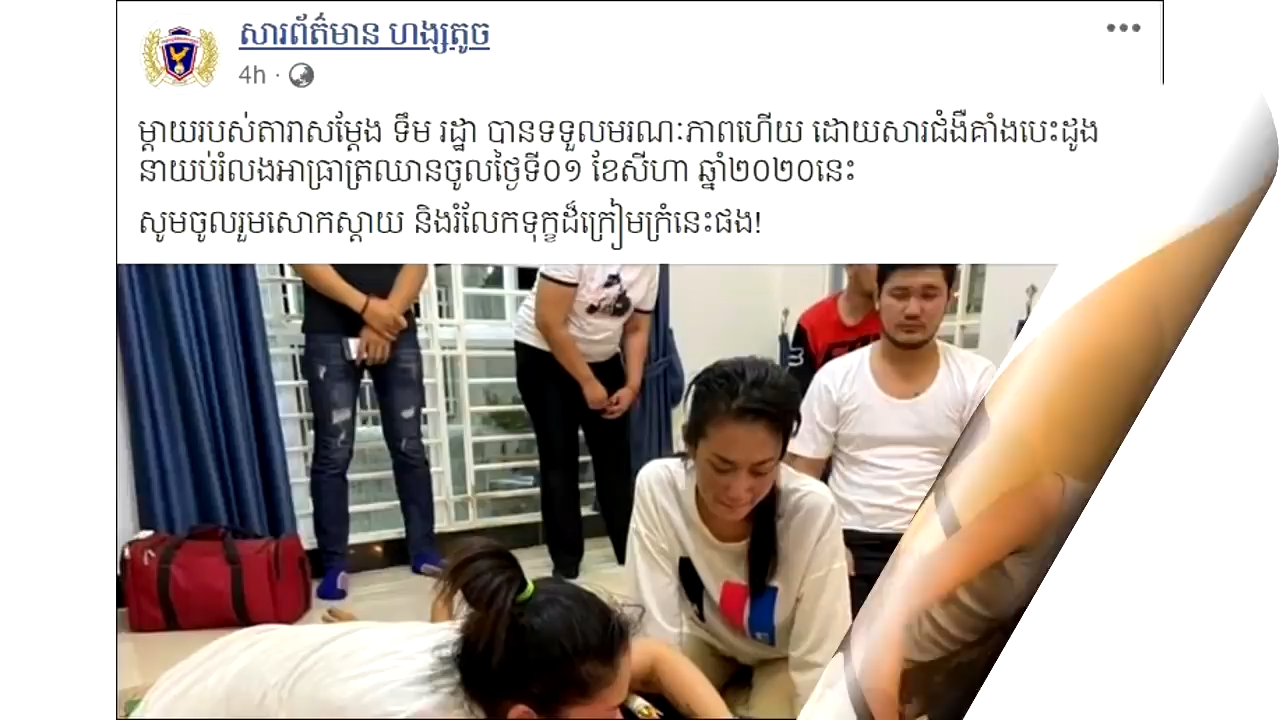 សារព័ត៌មាន ហង្សតូច
4h ·
ម្តាយរបស់តារាសម្តែង ទឹម រដ្ឋា បានទទួលមរណៈភាពហើយ ដោយសារជំងឺគាំងបេះដូង
នាយប់រំលងអាធ្រាត្រឈានចូលថ្ងៃទី០១ ខែសីហា ឆ្នាំ២០២០នេះ
សូមចូលរួមសោកស្តាយ និងរំលែកទុក្ខដ៏ក្រៀមក្រំនេះផង!